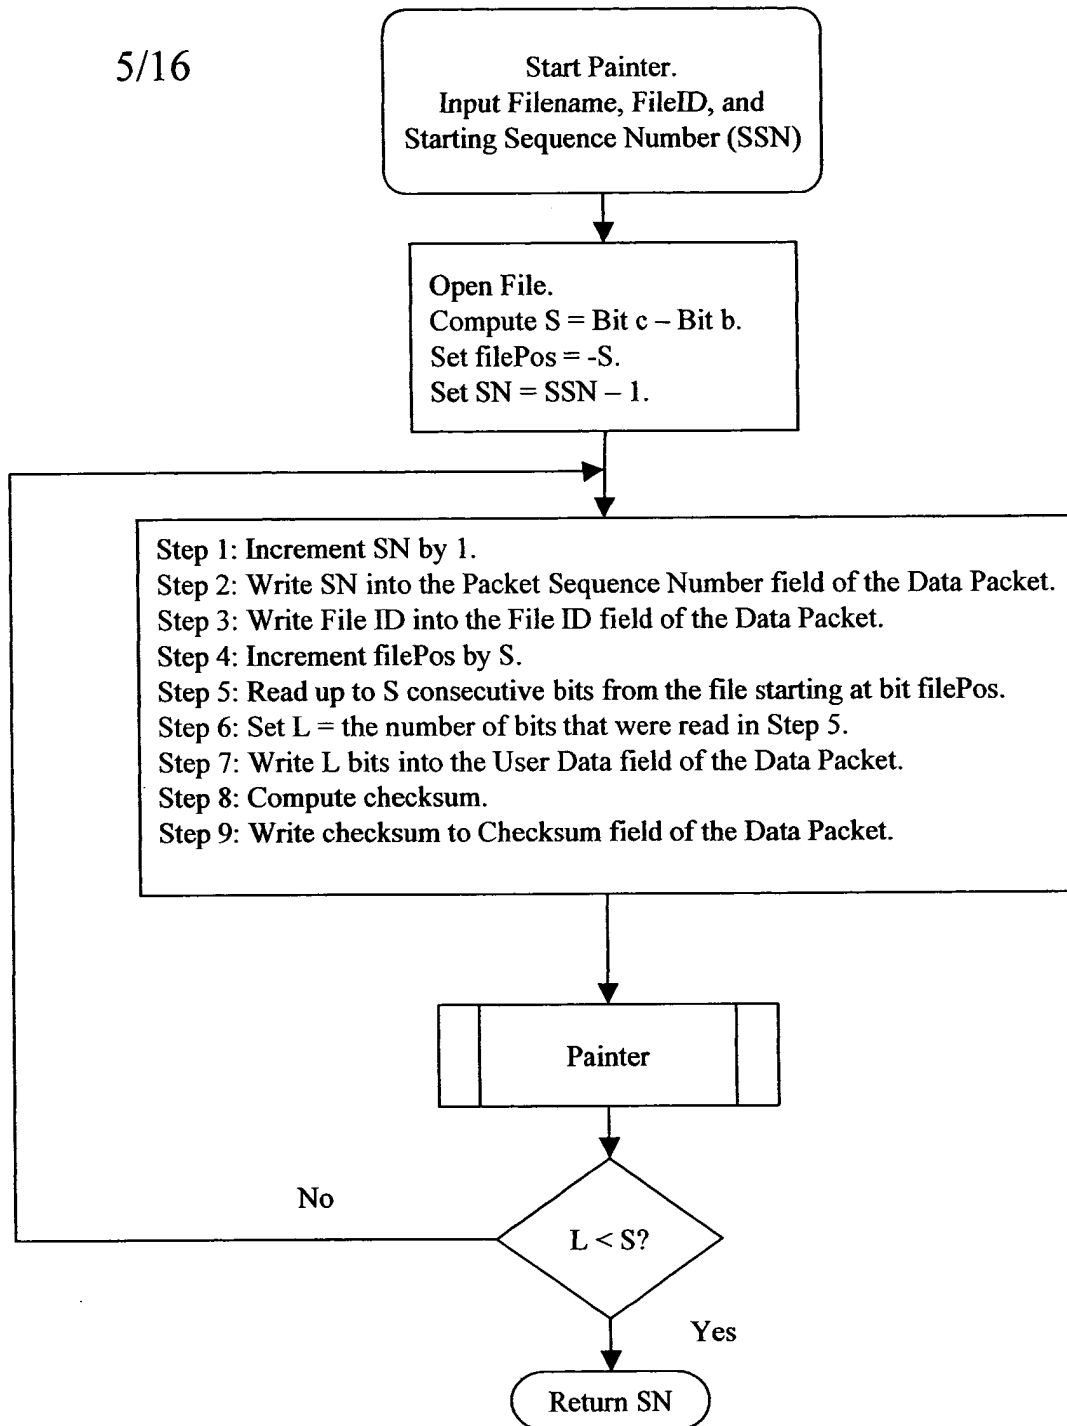 5/16
Start Painter.
Input Filename, FileID, and
Starting Sequence Number (SSN)
Open File.
Compute S = Bit c – Bit b.
Set filePos = -S.
Set SN = SSN – 1.
Step 1: Increment SN by 1.
Step 2: Write SN into the Packet Sequence Number field of the Data Packet.
Step 3: Write File ID into the File ID field of the Data Packet.
Step 4: Increment filePos by S.
Step 5: Read up to S consecutive bits from the file starting at bit filePos.
Step 6: Set L = the number of bits that were read in Step 5.
Step 7: Write L bits into the User Data field of the Data Packet.
Step 8: Compute checksum.
Step 9: Write checksum to Checksum field of the Data Packet.
Painter
No
L < S?
Yes
Return SN